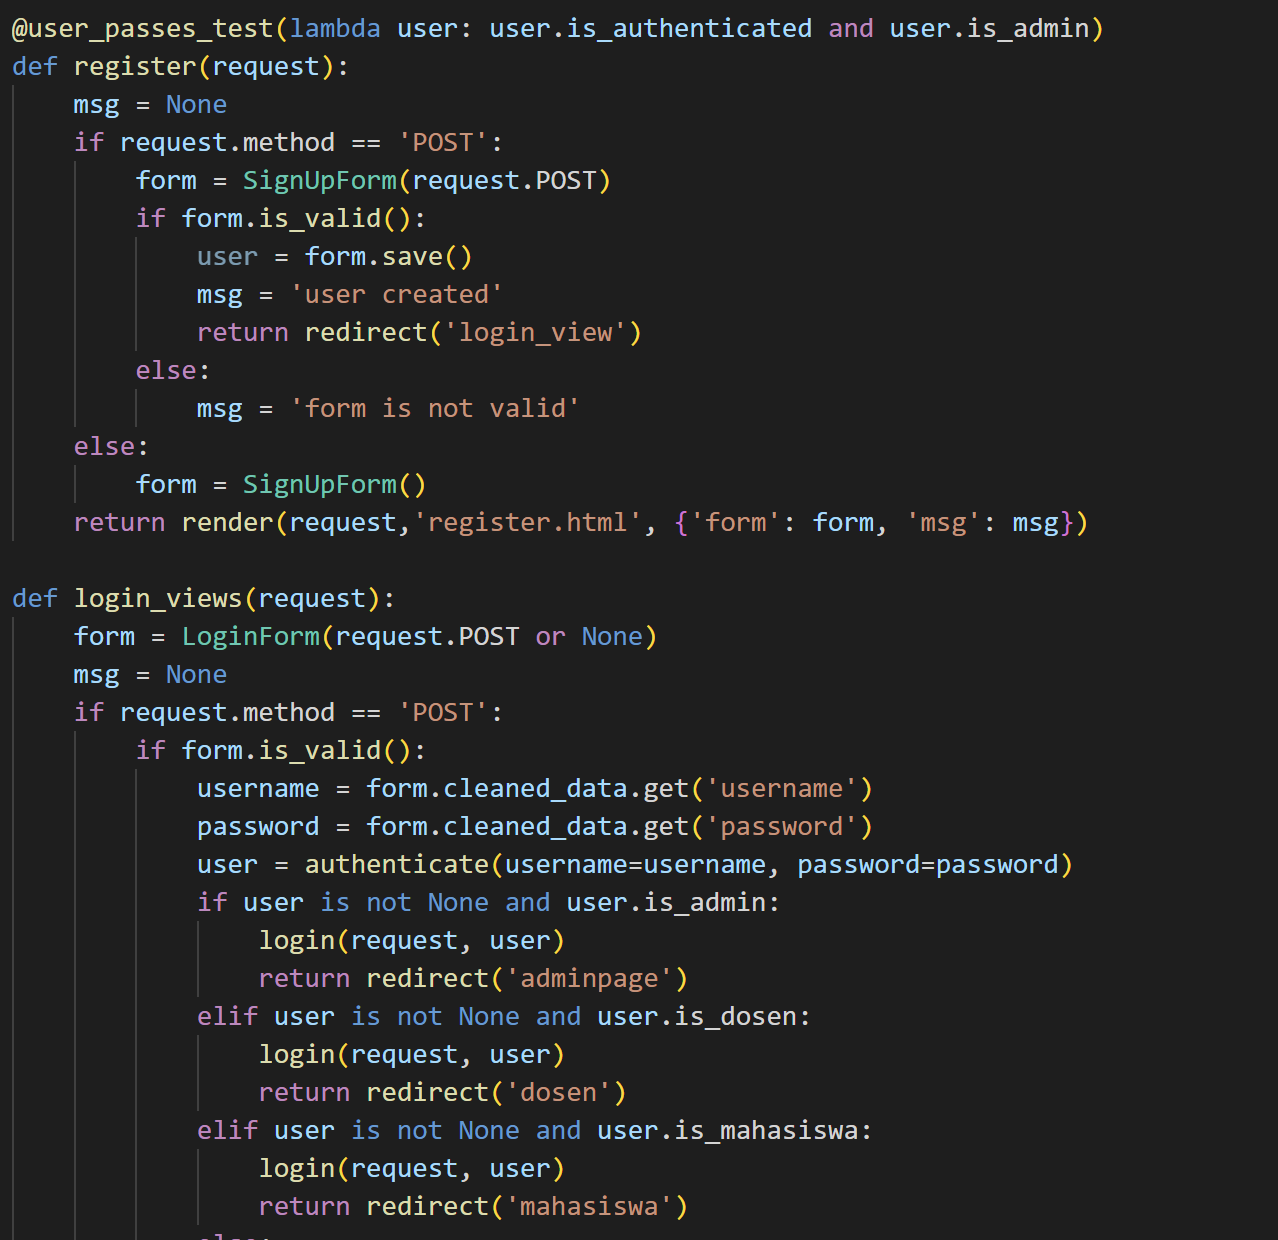 @user_passes_test(lambda user: user.is_authenticated and user.is_admin)
def register(request):
    msg = None
    if request.method == 'POST':
        form = SignUpForm(request.POST)
        if form.is_valid():
            user = form.save()
            msg = 'user created'
            return redirect('login_view')
        else:
            msg = 'form is not valid'
    else:
        form = SignUpForm()
    return render(request,'register.html', {'form': form, 'msg': msg})

def login_views(request):
    form = LoginForm(request.POST or None)
    msg = None
    if request.method == 'POST':
        if form.is_valid():
            username = form.cleaned_data.get('username')
            password = form.cleaned_data.get('password')
            user = authenticate(username=username, password=password)
            if user is not None and user.is_admin:
                login(request, user)
                return redirect('adminpage')
            elif user is not None and user.is_dosen:
                login(request, user)
                return redirect('dosen')
            elif user is not None and user.is_mahasiswa:
                login(request, user)
                return redirect('mahasiswa')
            else: